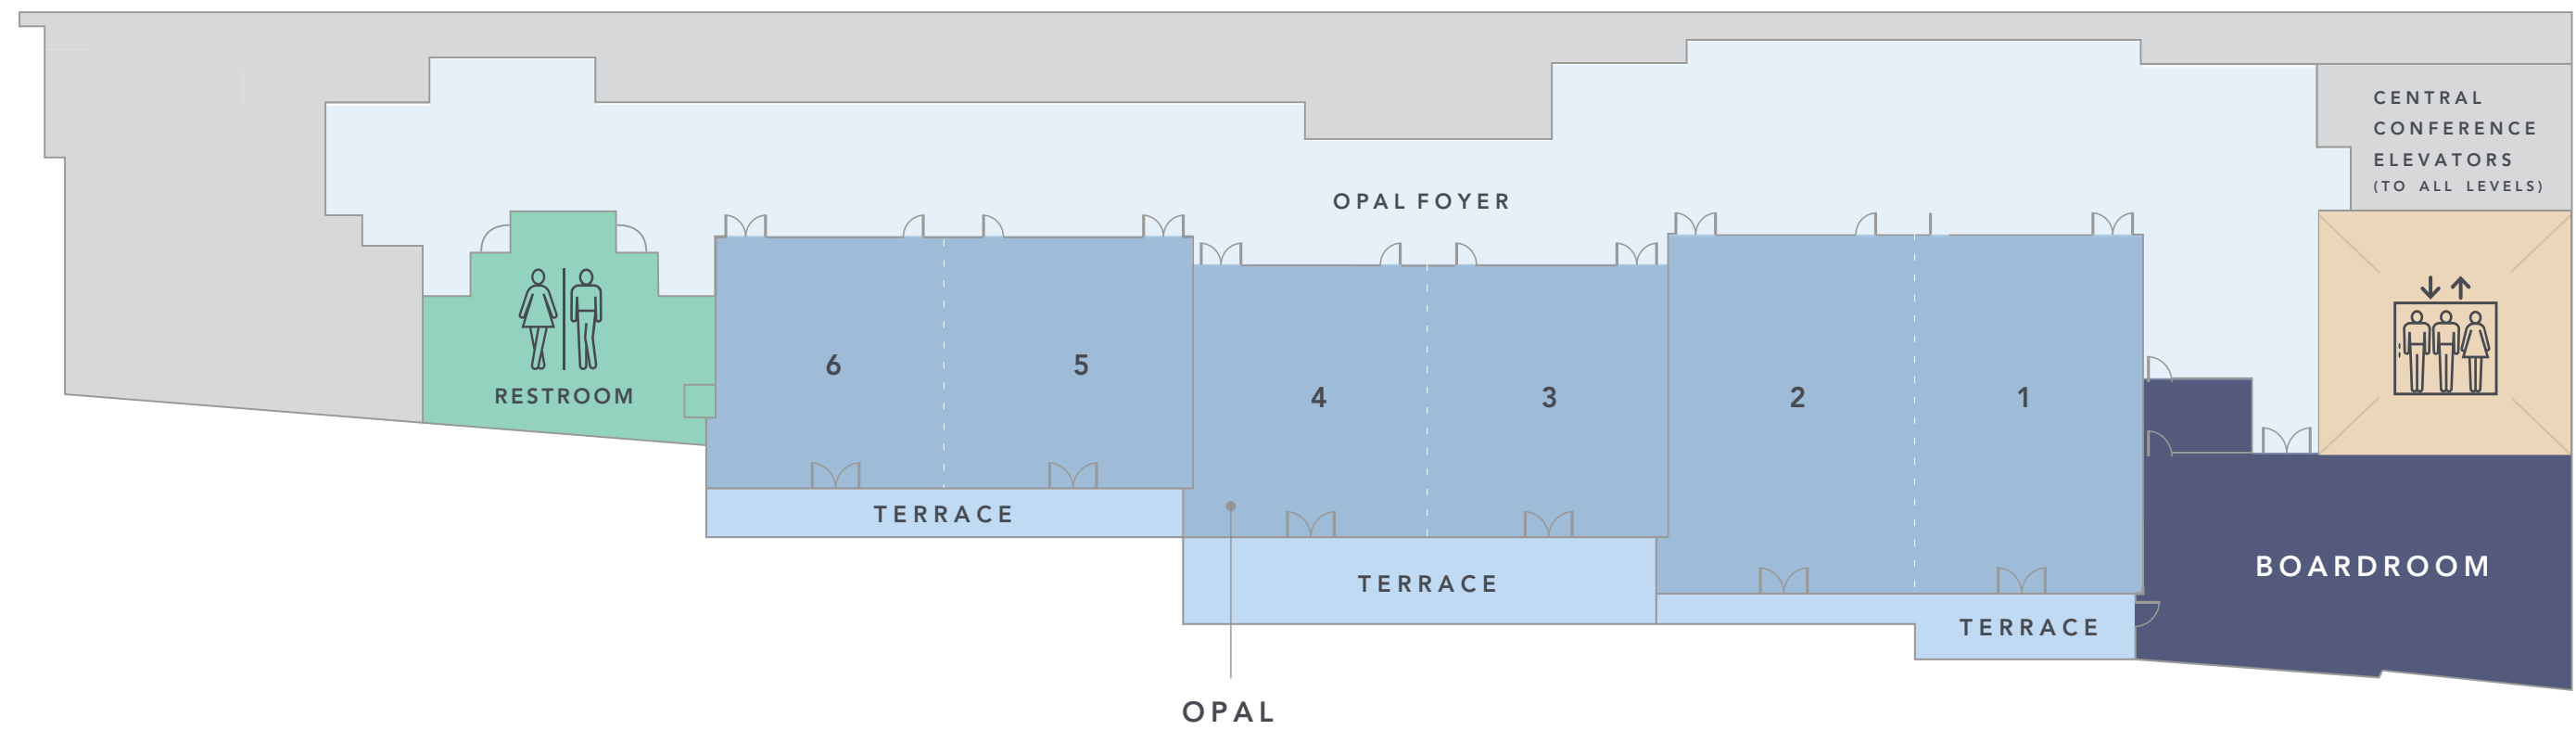 CENTRAL
CONFERENCE
ELEVATORS
(TO ALL LEVELS)
OPAL FOYER
RESTROOM
6
5
4
3
2
1
TERRACE
TERRACE
TERRACE
BOARDROOM
OPAL